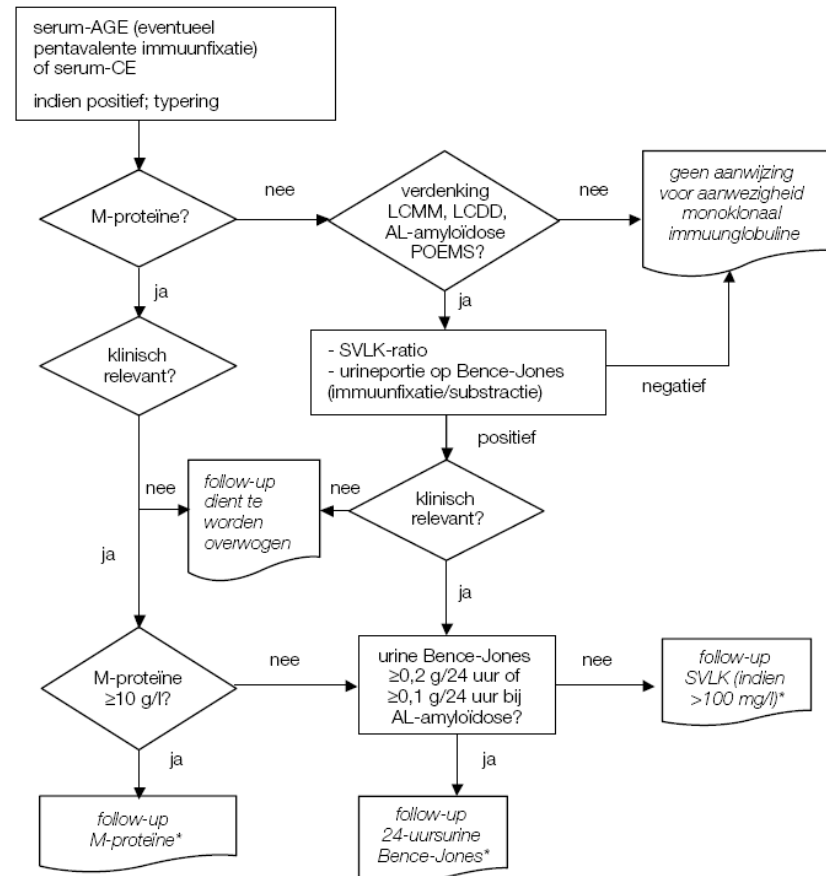 serum-AGE (eventueel
pentavalente immuunfixatie)
of serum-CE
indien positief; typering
M-proteïne?
nee
verdenking
LCMM, LCDD,
AL-amyloïdose
POEMS?
nee
geen aanwijzing
voor aanwezigheid
monoklonaal
immuunglobuline
ja
ja
klinisch
relevant?
- SVLK-ratio
- urineportie op Bence-Jones
(immuunfixatie/substractie)
negatief
positief
nee
follow-up
dient te
worden
overwogen
nee
klinisch
relevant?
ja
ja
M-proteïne
≥10 g/l?
nee
urine Bence-Jones
≥0,2 g/24 uur of
≥0,1 g/24 uur bij
AL-amyloïdose?
nee
follow-up
SVLK (indien
>100 mg/l)*
ja
ja
follow-up
M-proteïne*
follow-up
24-uursurine
Bence-Jones*